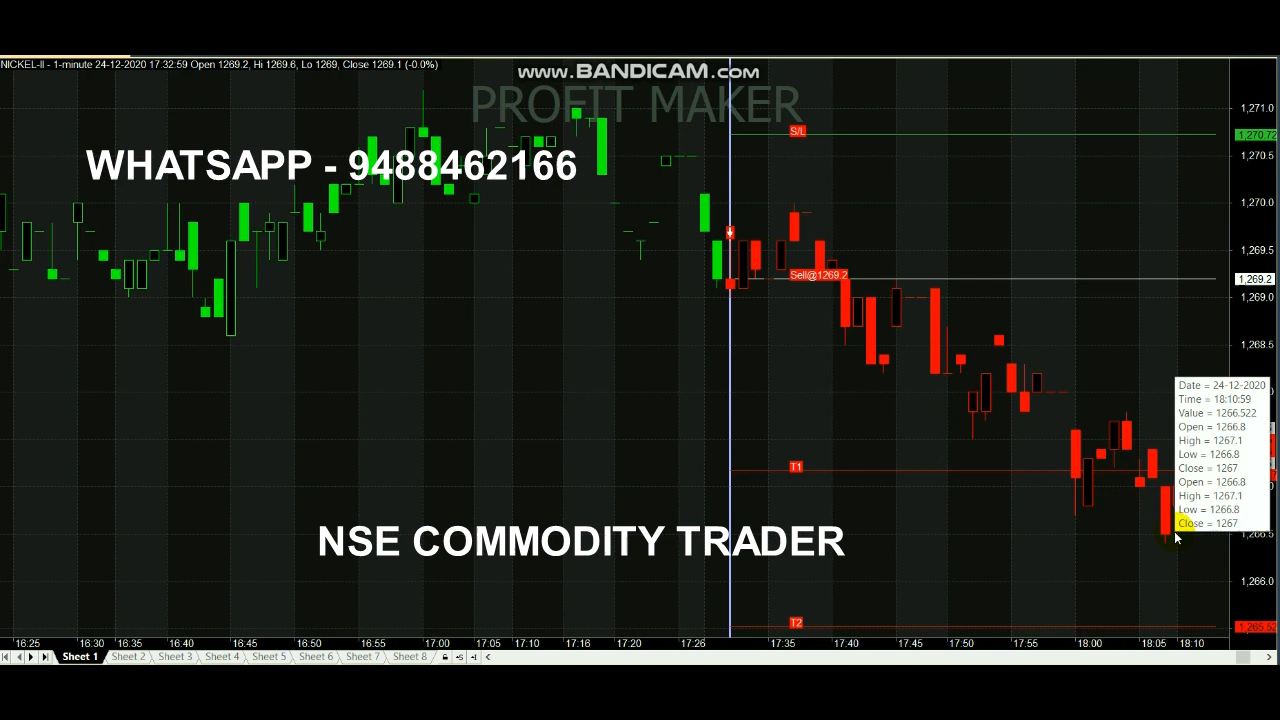 NICKEL-II - 1-minute 24-12-2020 17:32:59 Open 1269.2, Hi 1269.6, Lo 1269, Close 1269.1 (-0.0%)
www.BANDICAM.com
PROFIT MAKER
WHATSAPP - 9488462166
S/L
Sell@1269.2
T1
T2
NSE COMMODITY TRADER
1,271.0
1,270.72
1,270.5
1,270.0
1,269.5
1,269.2
1,269.0
1,268.5
1,266.0
1,265.52
Date = 24-12-2020
Time = 18:10:59
Value = 1266.522
Open = 1266.8
High = 1267.1
Low = 1266.8
Close = 1267
Open = 1266.8
High = 1267.1
Low = 1266.8
Close = 1267
16:25 16:30 16:35 16:40 16:45 16:50 16:55 17:00 17:05 17:10 17:16 17:20 17:26 17:35 17:40 17:45 17:50 17:55 18:00 18:05 18:10
Sheet 1 Sheet 2 Sheet 3 Sheet 4 Sheet 5 Sheet 6 Sheet 7 Sheet 8